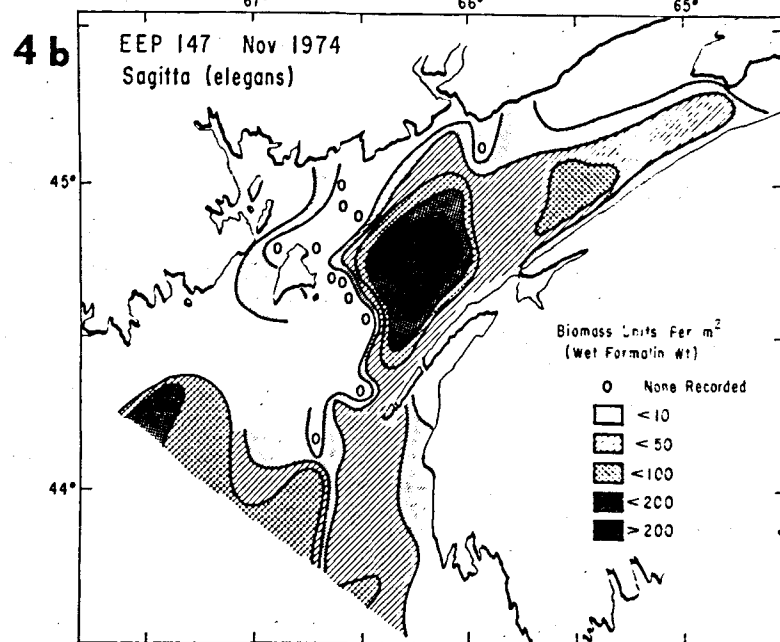 67° 66° 65°
4 b
EEP 147 Nov 1974
Sagitta (elegans)
45°
Biomass Units Per m²
(Wet Formalin Wt)
O None Recorded
< 10
< 50
< 100
< 200
> 200
44°